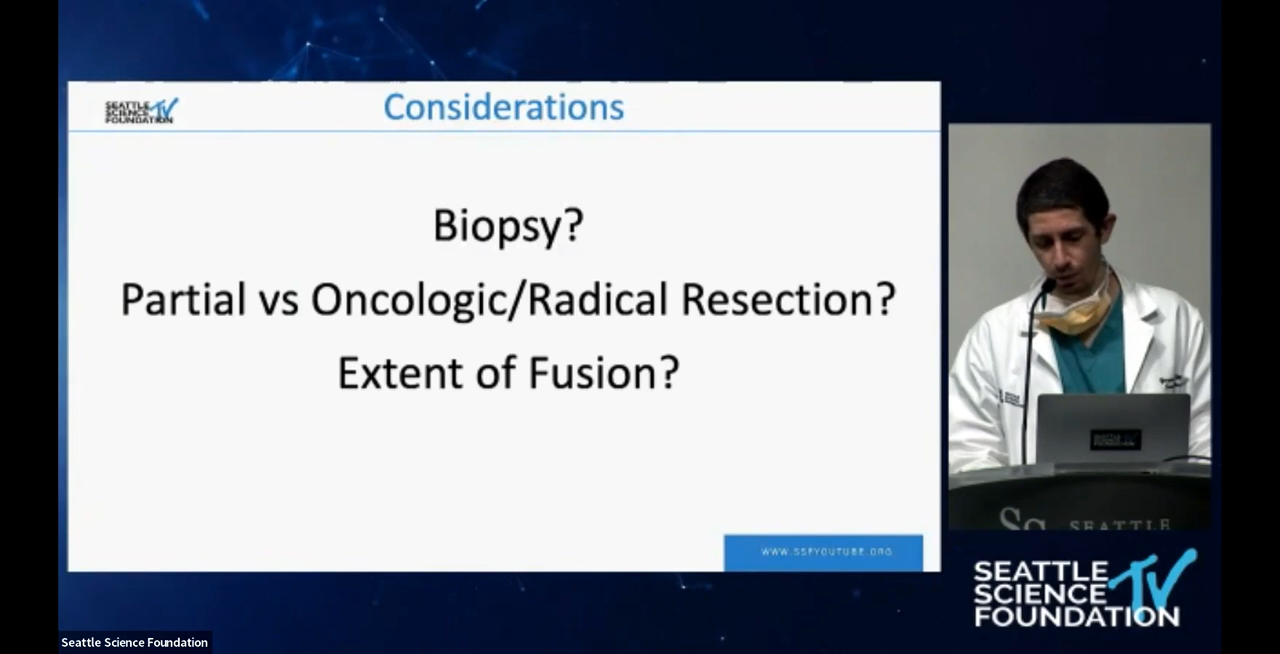 SEATTLE
SCIENCE TV
FOUNDATION
Considerations
Biopsy?
Partial vs Oncologic/Radical Resection?
Extent of Fusion?
WWW.SSFYOUTUBE.ORG
SEATTLE
SEATTLE
SCIENCE TV
FOUNDATION
Seattle Science Foundation